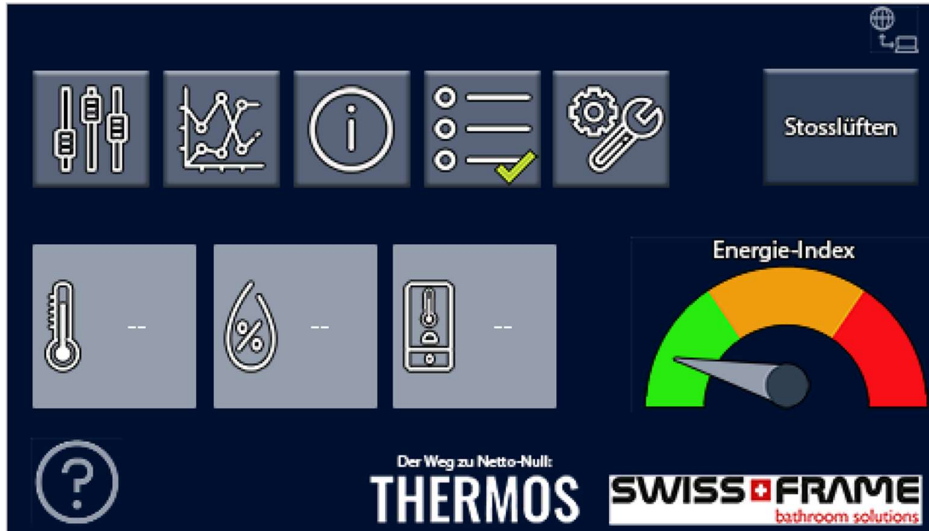 Stosslüften
Energie-Index
--
%
--
--
?
Der Weg zu Netto-Null:
THERMOS
SWISS FRAME
bathroom solutions